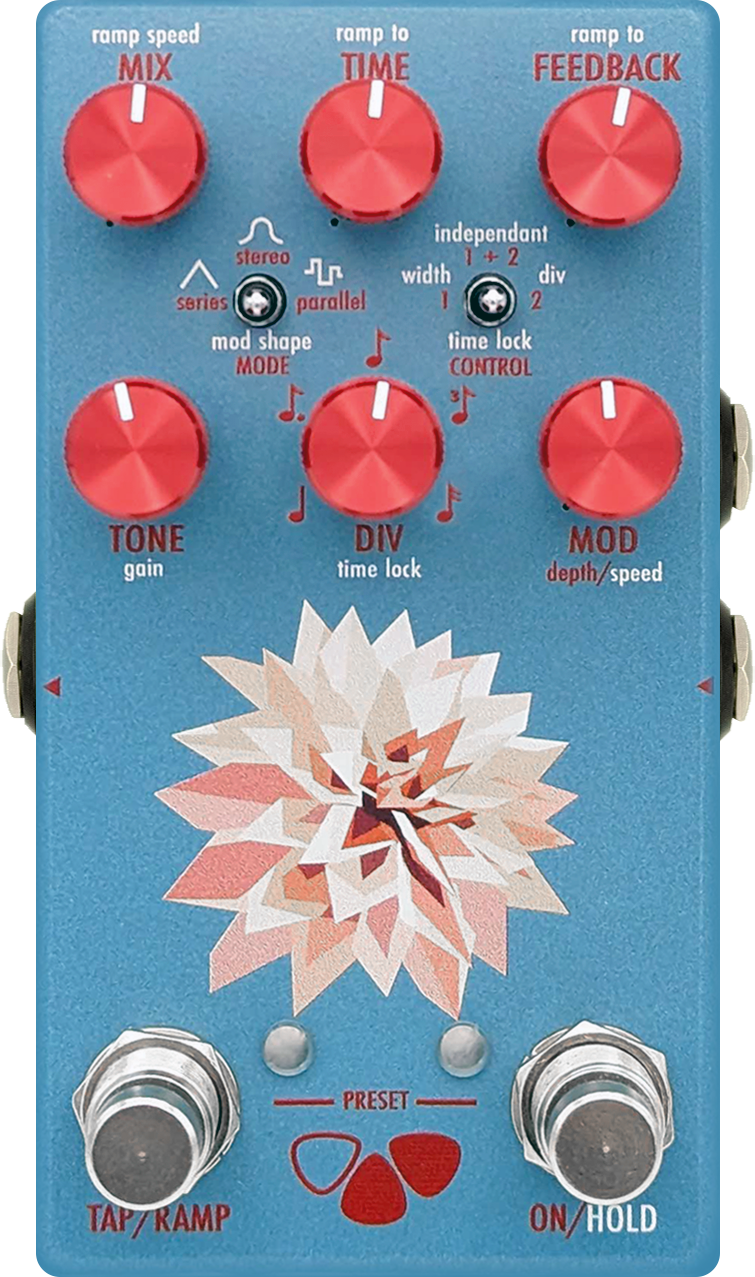 ramp speed
MIX
ramp to
TIME
ramp to
FEEDBACK
stereo
series
parallel
mod shape
MODE
independant
1 + 2
width
div
1
2
time lock
CONTROL
3
TONE
gain
DIV
time lock
MOD
depth/speed
PRESET
TAP/RAMP
ON/HOLD